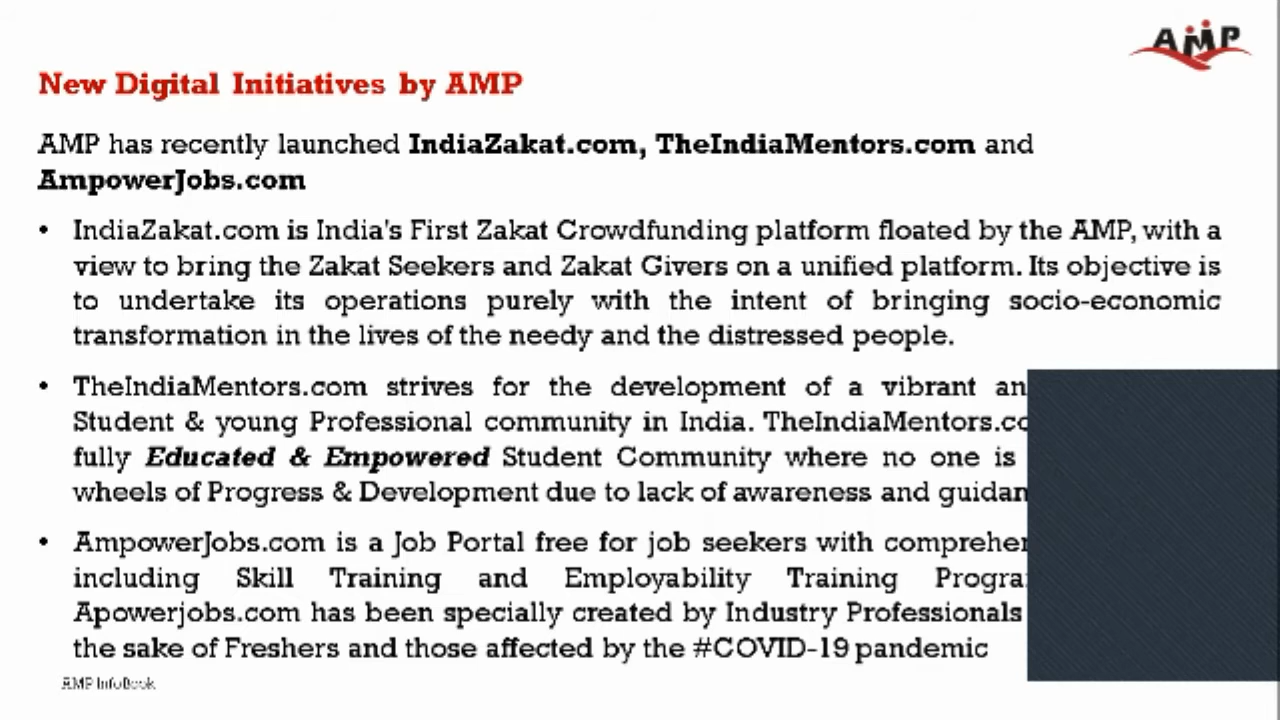 AMP
New Digital Initiatives by AMP
AMP has recently launched IndiaZakat.com, TheIndiaMentors.com and
AmpowerJobs.com
• IndiaZakat.com is India's First Zakat Crowdfunding platform floated by the AMP, with a
view to bring the Zakat Seekers and Zakat Givers on a unified platform. Its objective is
to undertake its operations purely with the intent of bringing socio-economic
transformation in the lives of the needy and the distressed people.
• TheIndiaMentors.com strives for the development of a vibrant
Student & young Professional community in India.
fully Educated & Empowered Student Community where no one is
wheels of Progress & Development due to lack of awareness and
• AmpowerJobs.com is a Job Portal free for job seekers with
including Skill Training and Employability Training
Apowerjobs.com has been specially created by Industry Professionals
the sake of Freshers and those affected by the #COVID-19 pandemic
AMP InfoBook